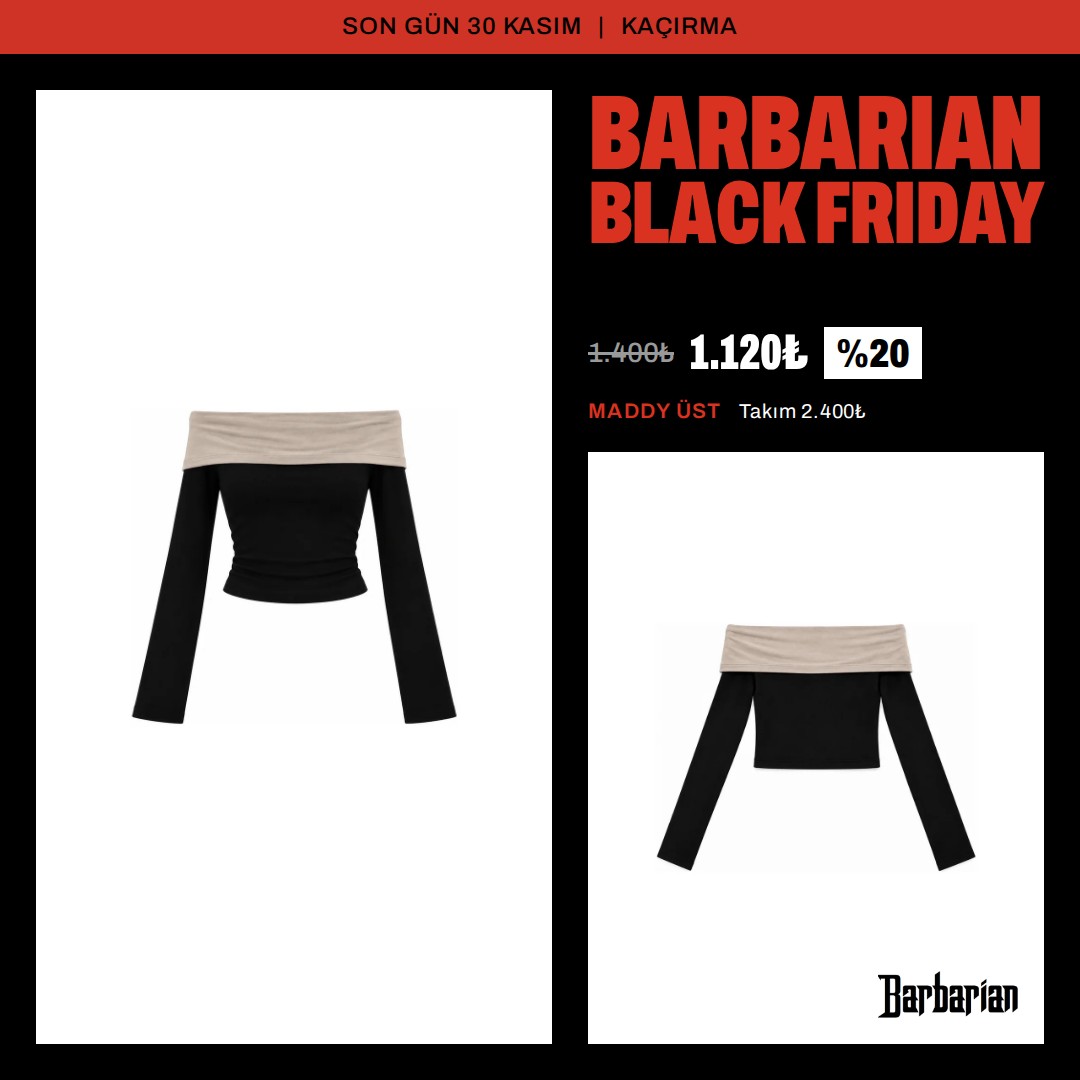 SON GÜN 30 KASIM | KAÇIRMA
BARBARIAN
BLACK FRIDAY
1.400₺ 1.120₺ %20
MADDY ÜST Takım 2.400₺
Barbarian